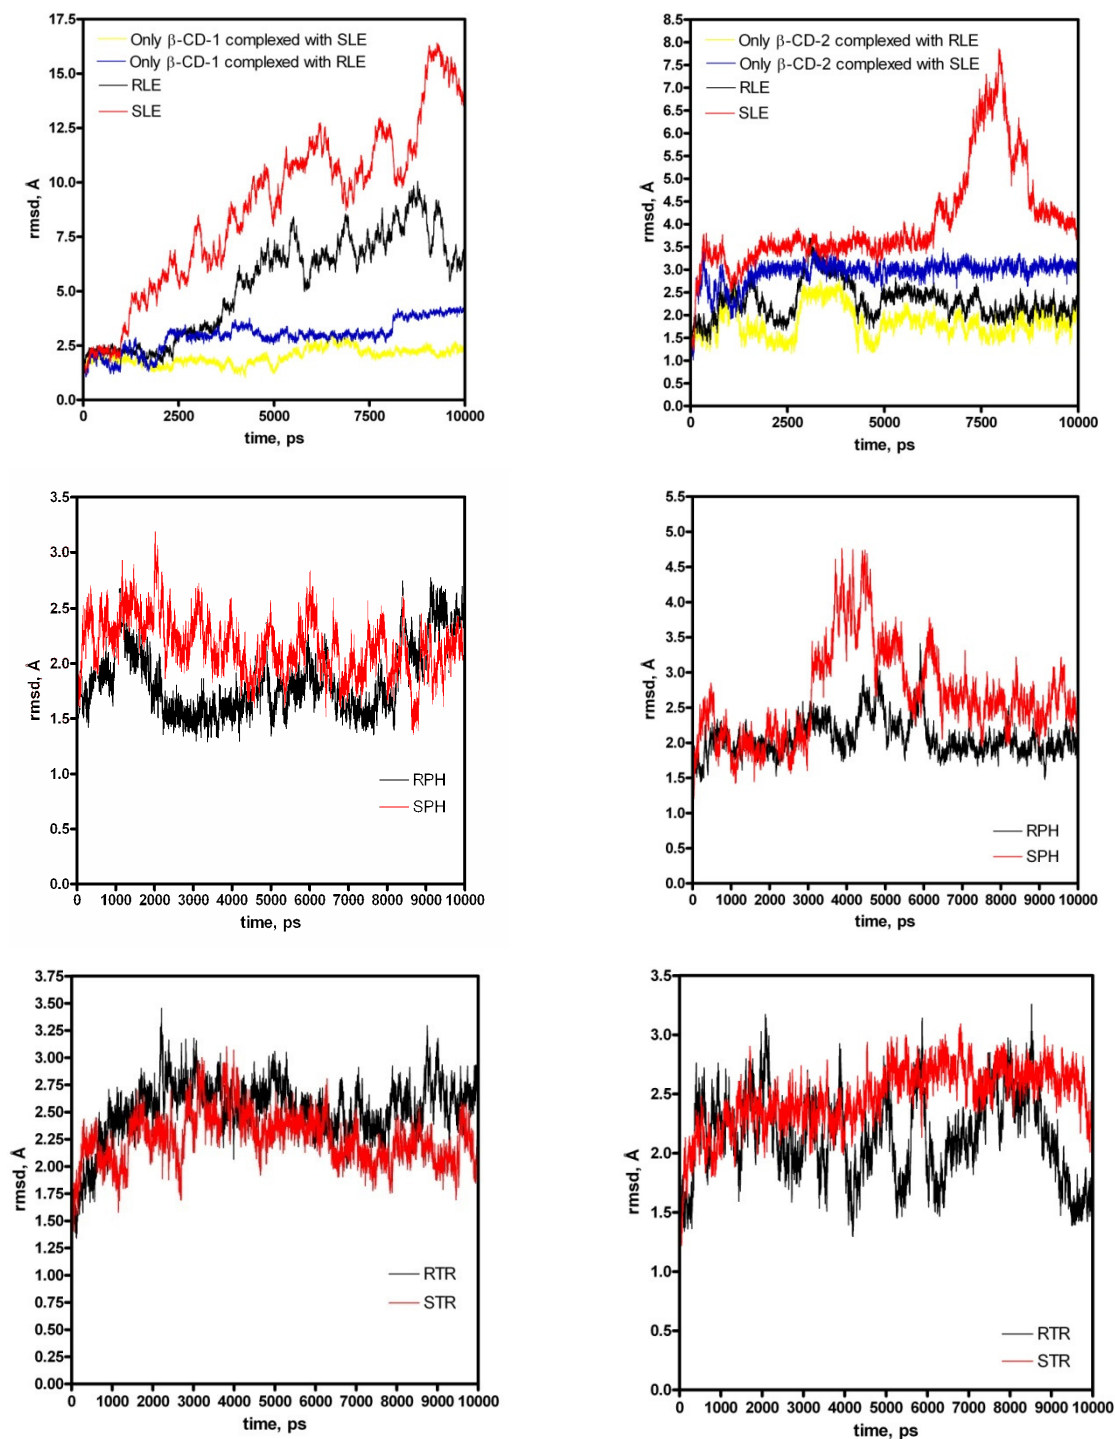 17.5
15.0
12.5
10.0
7.5
5.0
2.5
0.0
rmsd, Å
Only β-CD-1 complexed with SLE
Only β-CD-1 complexed with RLE
RLE
SLE
0 2500 5000 7500 10000
time, ps
8.5
8.0
7.5
7.0
6.5
6.0
5.5
5.0
4.5
4.0
3.5
3.0
2.5
2.0
1.5
1.0
0.5
0.0
rmsd, Å
Only β-CD-2 complexed with RLE
Only β-CD-2 complexed with SLE
RLE
SLE
0 2500 5000 7500 10000
time, ps
3.5
3.0
2.5
2.0
1.5
1.0
0.5
0.0
rmsd, Å
RPH
SPH
0 1000 2000 3000 4000 5000 6000 7000 8000 9000 10000
time, ps
5.5
5.0
4.5
4.0
3.5
3.0
2.5
2.0
1.5
1.0
0.5
0.0
rmsd, Å
RPH
SPH
0 1000 2000 3000 4000 5000 6000 7000 8000 9000 10000
time, ps
3.75
3.50
3.25
3.00
2.75
2.50
2.25
2.00
1.75
1.50
1.25
1.00
0.75
0.50
0.25
0.00
rmsd, Å
RTR
STR
0 1000 2000 3000 4000 5000 6000 7000 8000 9000 10000
time, ps
3.5
3.0
2.5
2.0
1.5
1.0
0.5
0.0
rmsd, Å
RTR
STR
0 1000 2000 3000 4000 5000 6000 7000 8000 9000 10000
time, ps